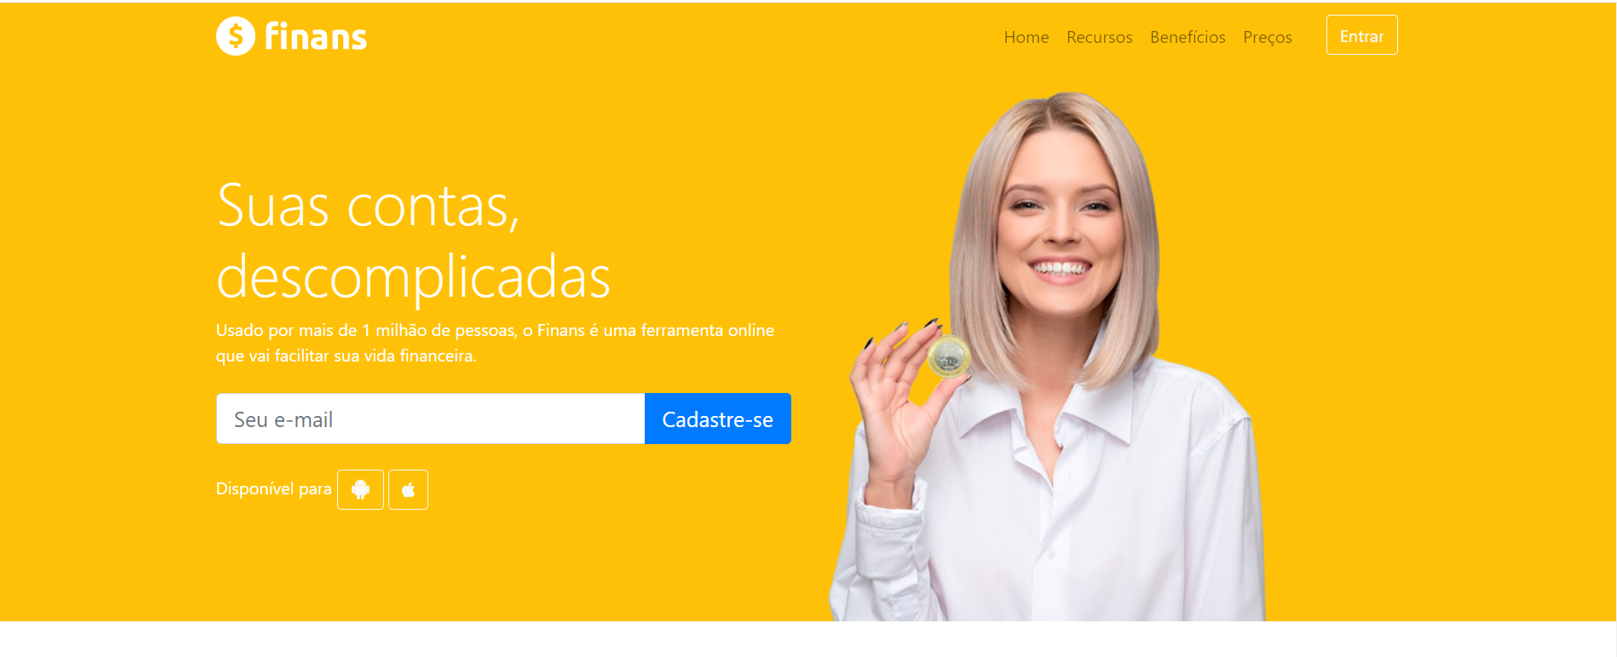 finans
Home Recursos Benefícios Preços Entrar
Suas contas,
descomplicadas
Usado por mais de 1 milhão de pessoas, o Finans é uma ferramenta online
que vai facilitar sua vida financeira.
Seu e-mail Cadastre-se
Disponível para